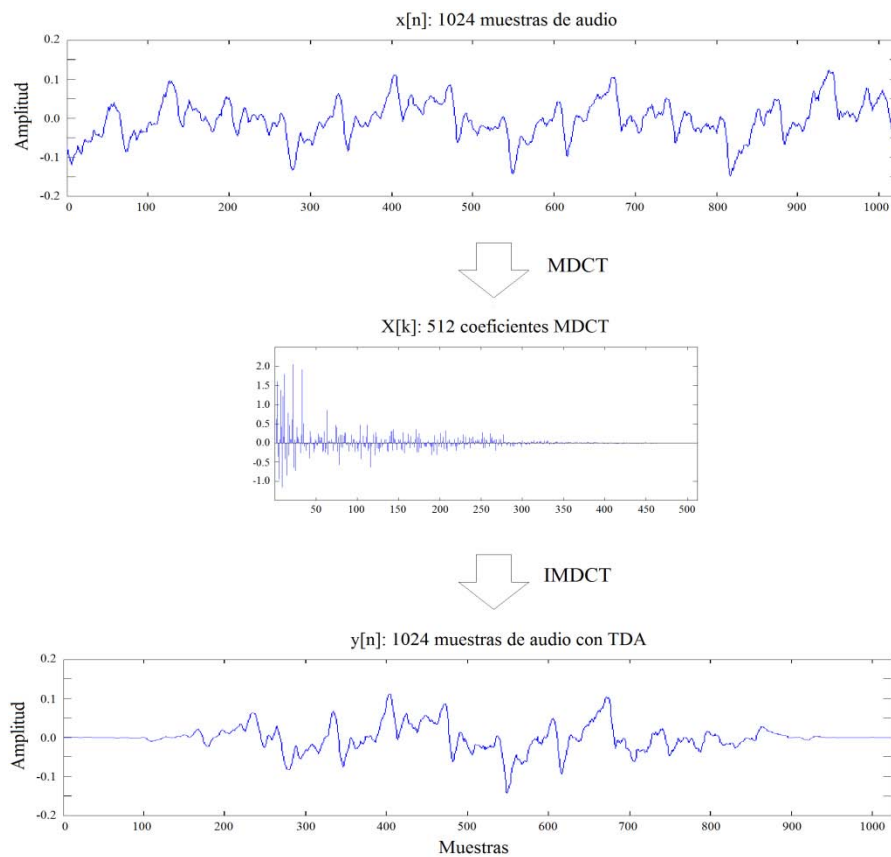 x[n]: 1024 muestras de audio
Amplitud
0.2
0.1
0.0
-0.1
-0.2
0 100 200 300 400 500 600 700 800 900 1000
MDCT
X[k]: 512 coeficientes MDCT
2.0
1.5
1.0
0.5
0.0
-0.5
-1.0
50 100 150 200 250 300 350 400 450 500
IMDCT
y[n]: 1024 muestras de audio con TDA
Amplitud
0.2
0.1
0.0
-0.1
-0.2
0 100 200 300 400 500 600 700 800 900 1000
Muestras